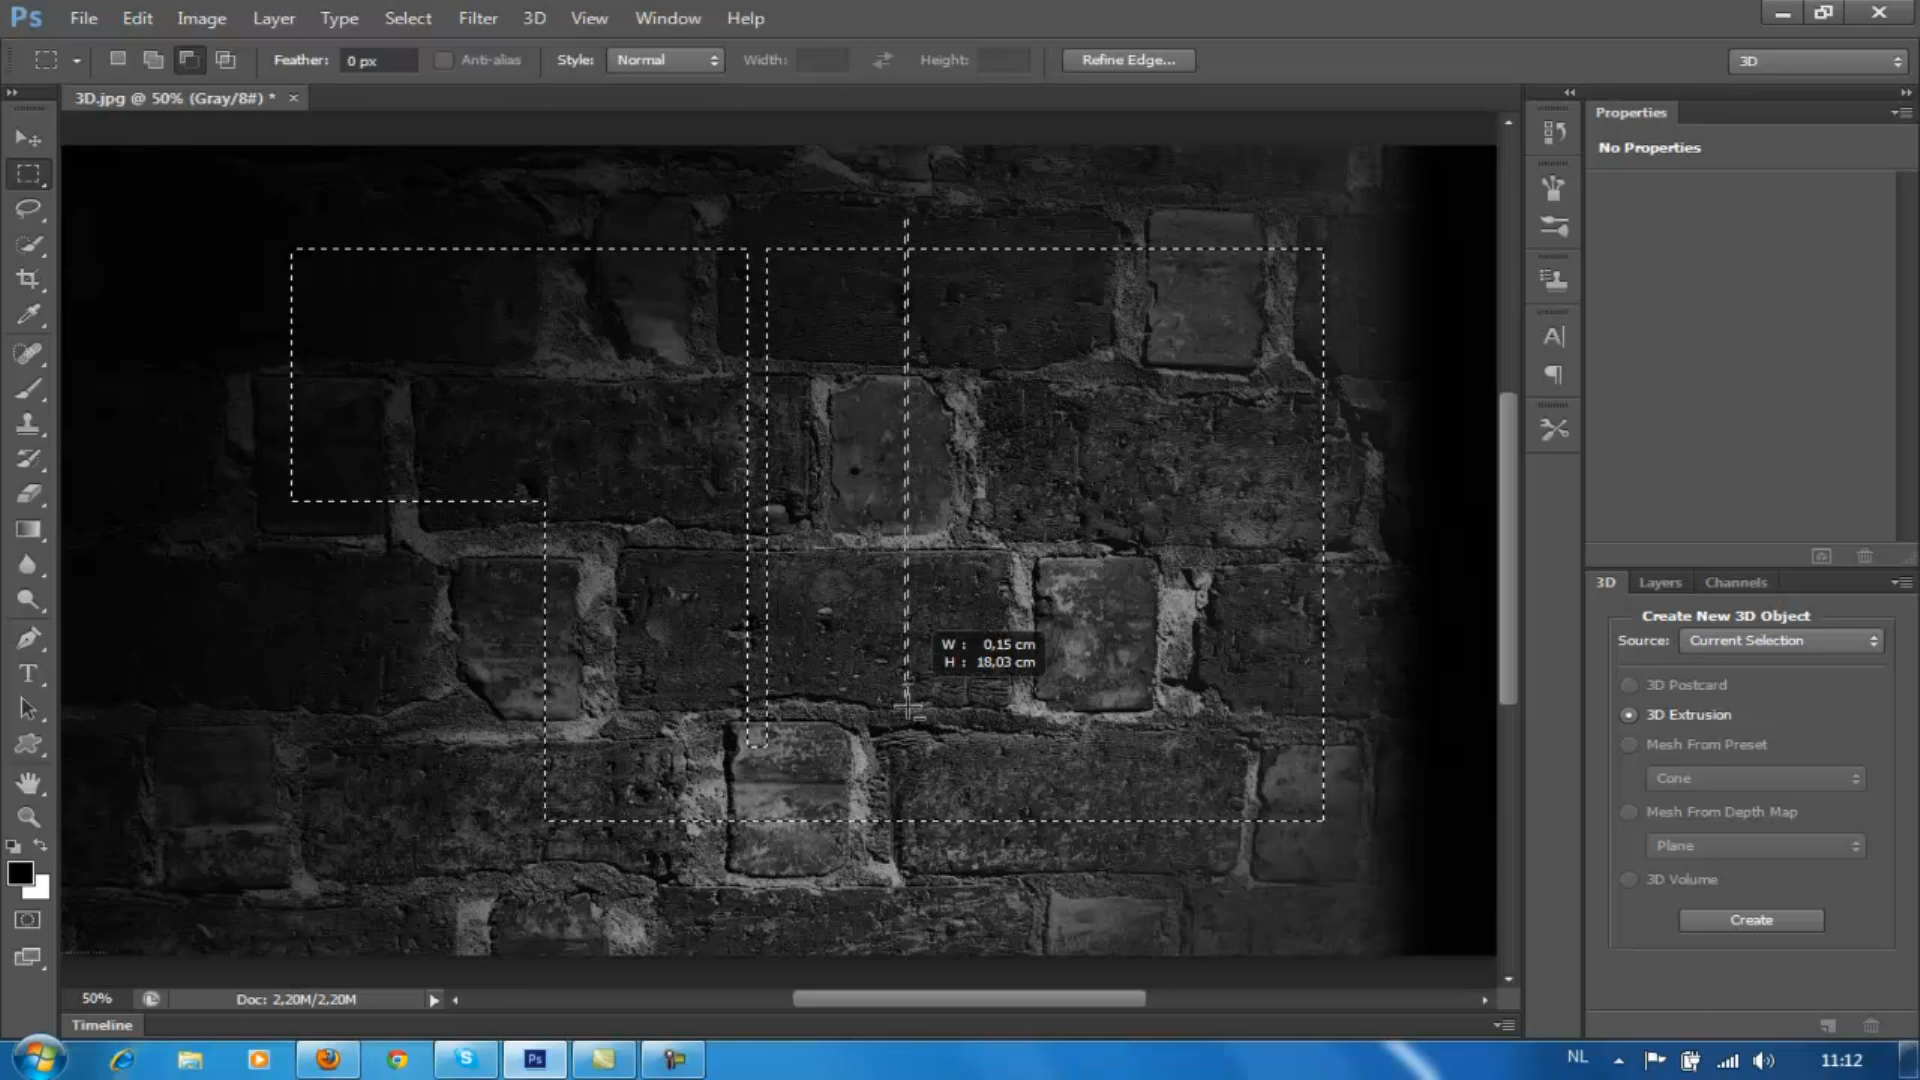 Ps File Edit Image Layer Type Select Filter 3D View Window Help
Feather: 0 px Anti-alias Style: Normal Width: Height: Refine Edge... 3D
3D.jpg @ 50% (Gray/8#) * ×
Properties
No Properties
W : 0,15 cm
H : 18,03 cm
3D Layers Channels
Create New 3D Object
Source: Current Selection
3D Postcard
3D Extrusion
Mesh From Preset
Cone
Mesh From Depth Map
Plane
3D Volume
Create
50% Doc: 2,20M/2,20M
Timeline
Ps NL 11:12